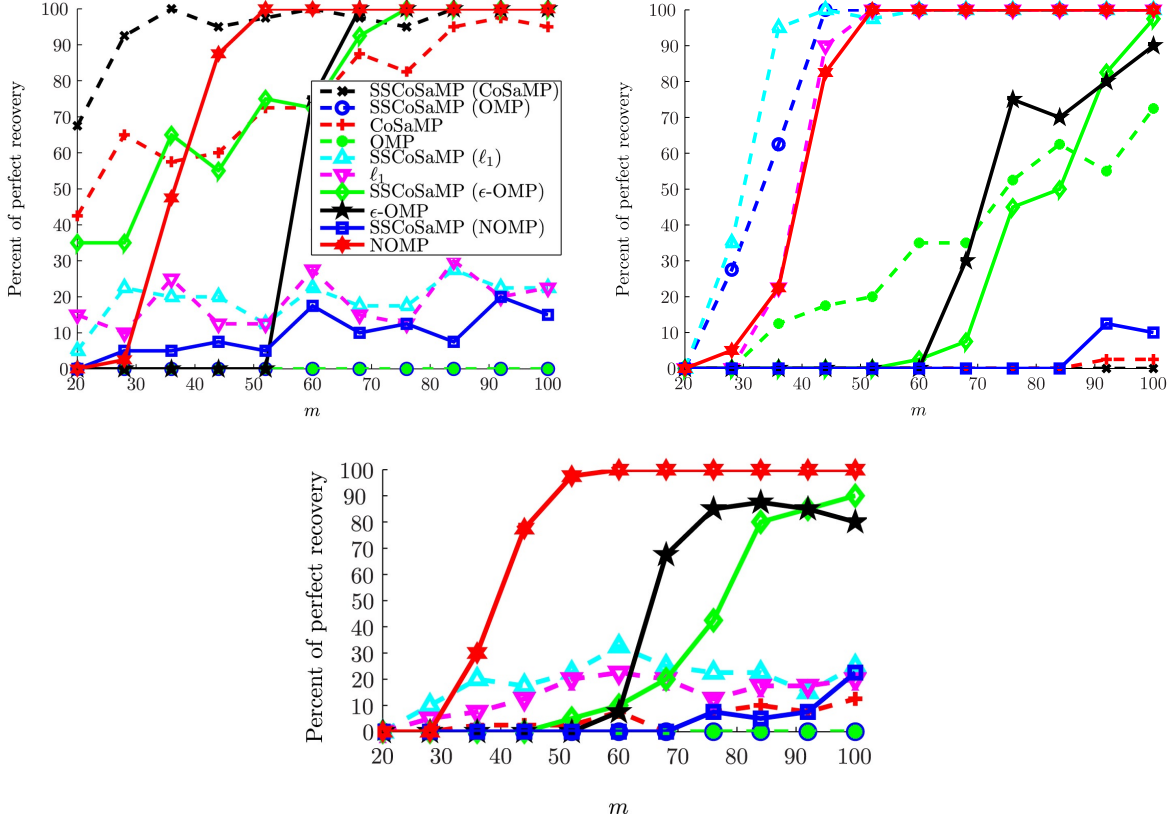 100
90
80
70
60
50
40
30
20
10
0
Percent of perfect recovery
20 30 40 50 60 70 80 90 100
m
SSCoSaMP (CoSaMP)
SSCoSaMP (OMP)
CoSaMP
OMP
SSCoSaMP (ℓ₁)
ℓ₁
SSCoSaMP (ϵ-OMP)
ϵ-OMP
SSCoSaMP (NOMP)
NOMP
100
90
80
70
60
50
40
30
20
10
0
Percent of perfect recovery
20 30 40 50 60 70 80 90 100
m
100
90
80
70
60
50
40
30
20
10
0
Percent of perfect recovery
20 30 40 50 60 70 80 90 100
m